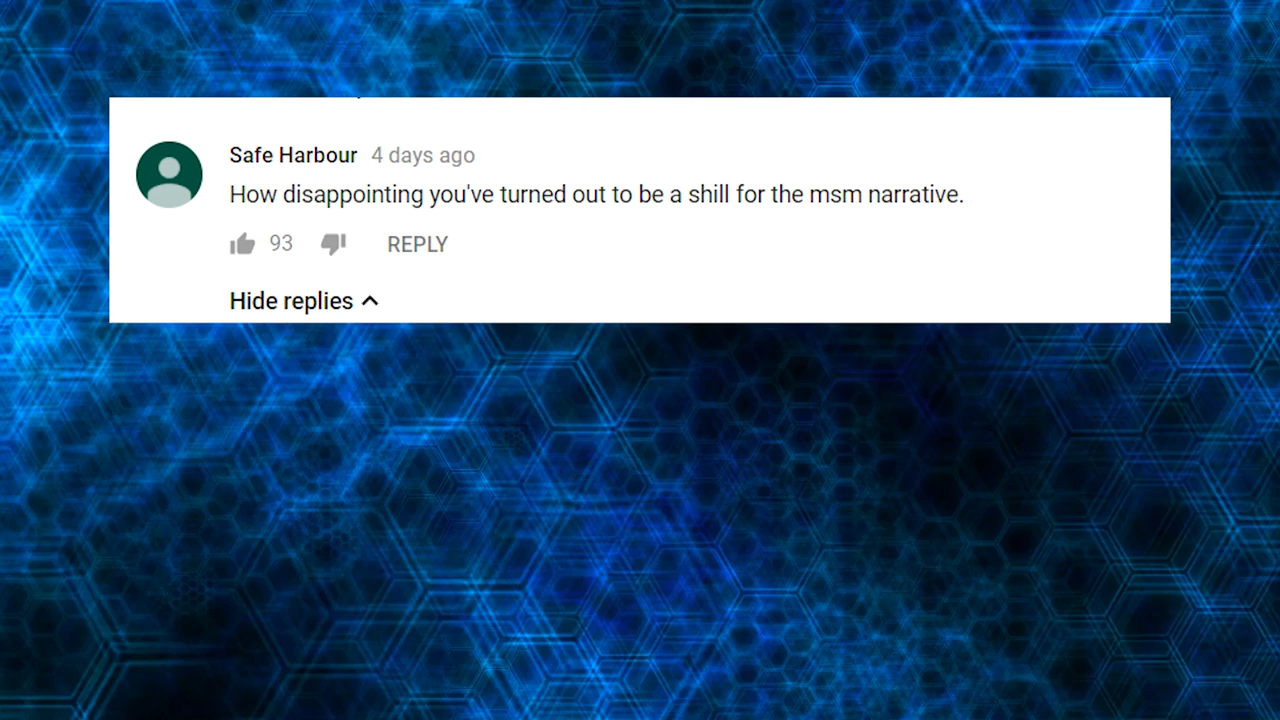 Safe Harbour 4 days ago
How disappointing you've turned out to be a shill for the msm narrative.
93 REPLY
Hide replies